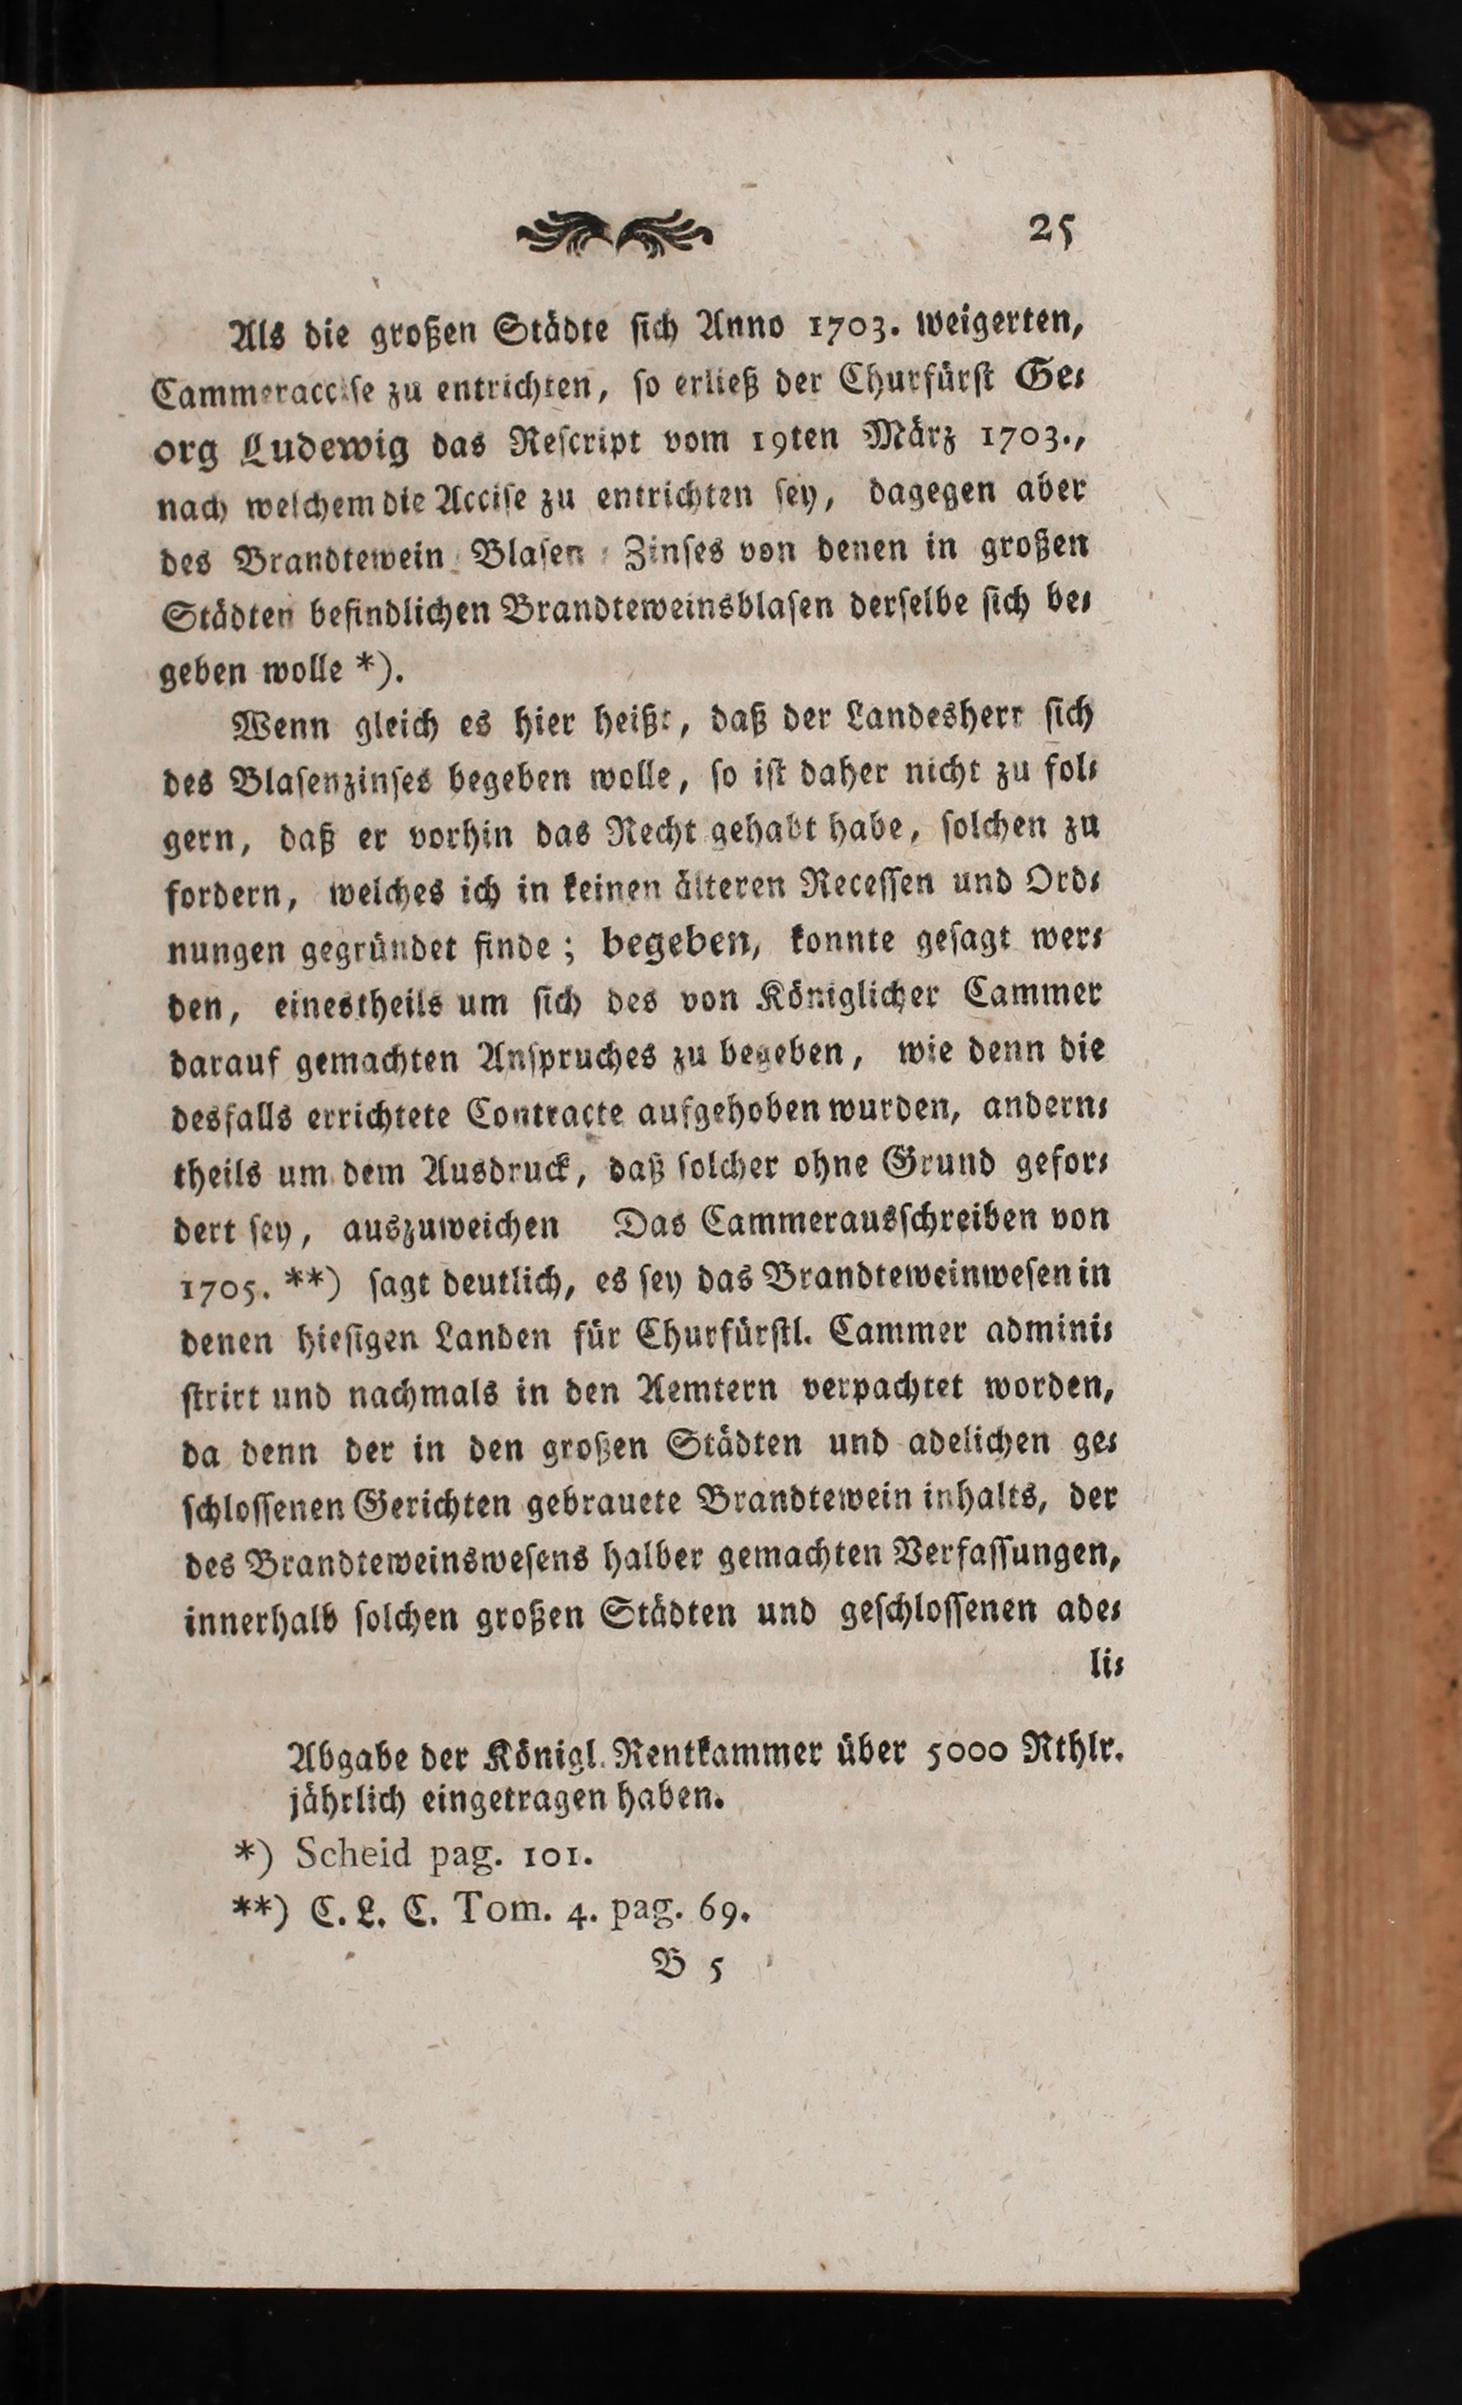 25
Als die großen Städte ſich Anno 1703. weigerten,
Cammeracciſe zu entrichten, ſo erließ der Churfürſt Ge⸗
org Ludewig das Reſcript vom 19ten März 1703.,
nach welchem die Acciſe zu entrichten ſey, dagegen aber
des Brandtewein⸗Blaſen⸗Zinſes von denen in großen
Städten befindlichen Brandteweinsblaſen derſelbe ſich be⸗
geben wolle *).
Wenn gleich es hier heißt, daß der Landesherr ſich
des Blaſenzinſes begeben wolle, ſo iſt daher nicht zu fol⸗
gern, daß er vorhin das Recht gehabt habe, ſolchen zu
fordern, welches ich in keinen älteren Receſſen und Ord⸗
nungen gegründet finde; begeben, konnte geſagt wer⸗
den, einestheils um ſich des von Königlicher Cammer
darauf gemachten Anſpruches zu begeben, wie denn die
desfalls errichtete Contracte aufgehoben wurden, andern⸗
theils um dem Ausdruck, daß ſolcher ohne Grund gefor⸗
dert ſey, auszuweichen Das Cammerausſchreiben von
1705. **) ſagt deutlich, es ſey das Brandteweinweſen in
denen hieſigen Landen für Churfürſtl. Cammer admini⸗
ſtrirt und nachmals in den Aemtern verpachtet worden,
da denn der in den großen Städten und adelichen ge⸗
ſchloſſenen Gerichten gebrauete Brandtewein inhalts, der
des Brandteweinsweſens halber gemachten Verfaſſungen,
innerhalb ſolchen großen Städten und geſchloſſenen ade⸗
li⸗
Abgabe der Königl. Rentkammer über 5000 Rthlr.
jährlich eingetragen haben.
*) Scheid pag. 101.
**) C. L. C. Tom. 4. pag. 69.
B 5